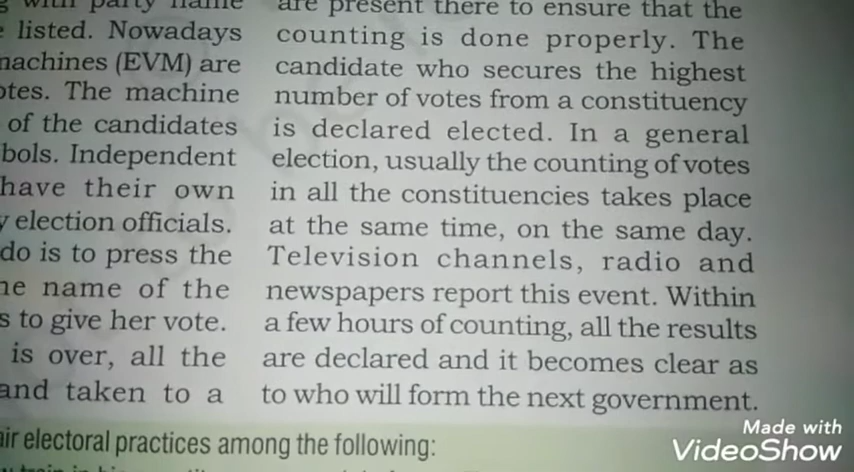 with party name
listed. Nowadays
machines (EVM) are
votes. The machine
of the candidates
bols. Independent
have their own
election officials.
do is to press the
name of the
s to give her vote.
is over, all the
and taken to a
are present there to ensure that the
counting is done properly. The
candidate who secures the highest
number of votes from a constituency
is declared elected. In a general
election, usually the counting of votes
in all the constituencies takes place
at the same time, on the same day.
Television channels, radio and
newspapers report this event. Within
a few hours of counting, all the results
are declared and it becomes clear as
to who will form the next government.
air electoral practices among the following:
Made with
VideoShow